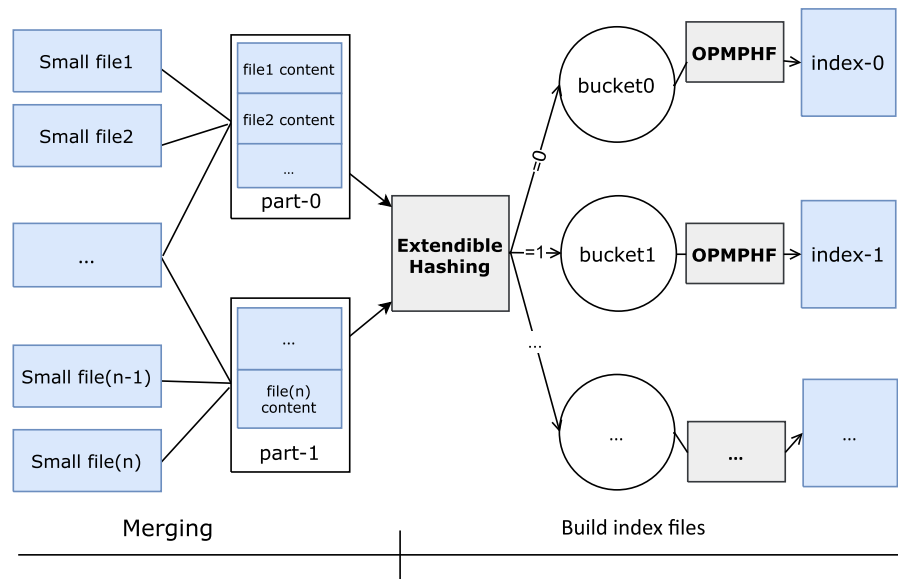 Small file1
Small file2
...
Small file(n-1)
Small file(n)
file1 content
file2 content
...
part-0
...
file(n)
content
part-1
Extendible
Hashing
=0
=1
...
bucket0
OPMPHF
index-0
bucket1
OPMPHF
index-1
...
...
...
Merging
Build index files